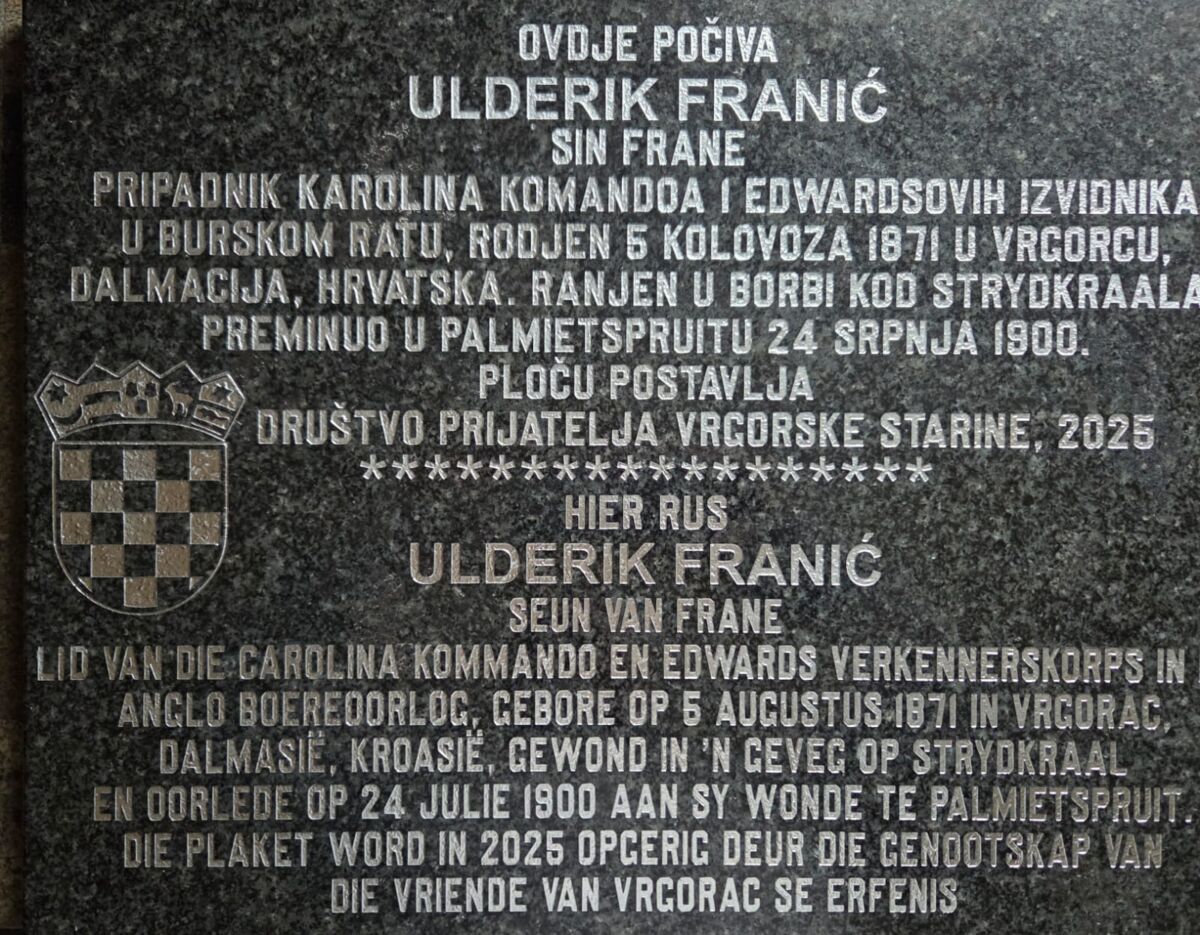 OVDJE POČIVA
ULDERIK FRANIĆ
SIN FRANE
PRIPADNIK KAROLINA KOMANDOA I EDWARDSOVIH IZVIDNIKA
U BURSKOM RATU, RODJEN 5 KOLOVOZA 1871 U VRGORCU,
DALMACIJA, HRVATSKA. RANJEN U BORBI KOD STRYDKRAALA
PREMINUO U PALMIETSPRUITU 24 SRPNJA 1900.
PLOČU POSTAVLJA
DRUŠTVO PRIJATELJA VRGORSKE STARINE, 2025
*******************
HIER RUS
ULDERIK FRANIĆ
SEUN VAN FRANE
LID VAN DIE CAROLINA KOMMANDO EN EDWARDS VERKENNERSKORPS IN
ANGLO BOEREOORLOG, GEBORE OP 5 AUGUSTUS 1871 IN VRGORAC,
DALMASIË, KROASIË, GEWOND IN 'N GEVEG OP STRYDKRAAL
EN OORLEDE OP 24 JULIE 1900 AAN SY WONDE TE PALMIETSPRUIT.
DIE PLAKET WORD IN 2025 OPGERIG DEUR DIE GENOOTSKAP VAN
DIE VRIENDE VAN VRGORAC SE ERFENIS